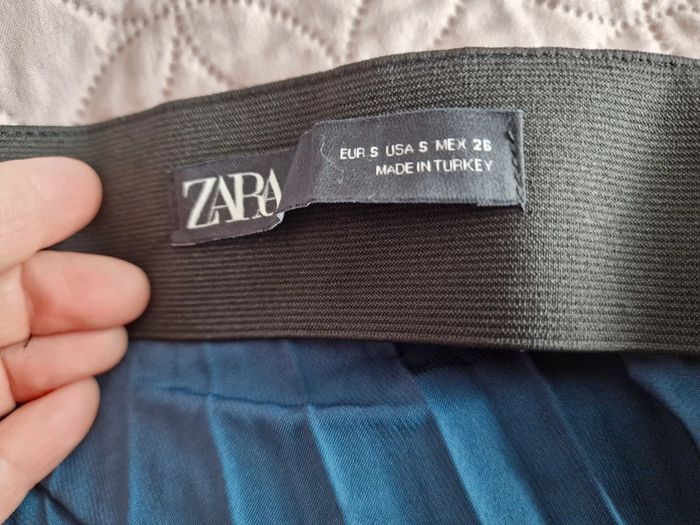 ZARA
EUR S USA S MEX 26
MADE IN TURKEY